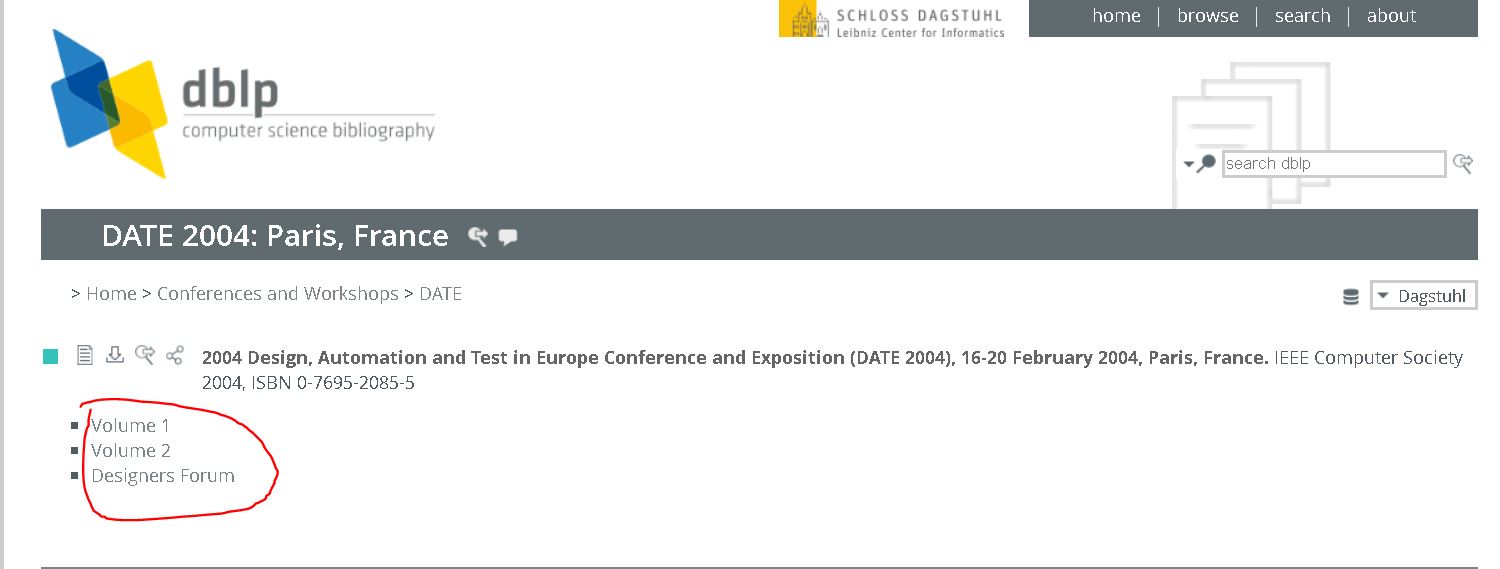 SCHLOSS DAGSTUHL
Leibniz Center for Informatics
home | browse | search | about
dblp
computer science bibliography
search dblp
DATE 2004: Paris, France
> Home > Conferences and Workshops > DATE
Dagstuhl
2004 Design, Automation and Test in Europe Conference and Exposition (DATE 2004), 16-20 February 2004, Paris, France. IEEE Computer Society
2004, ISBN 0-7695-2085-5
Volume 1
Volume 2
Designers Forum